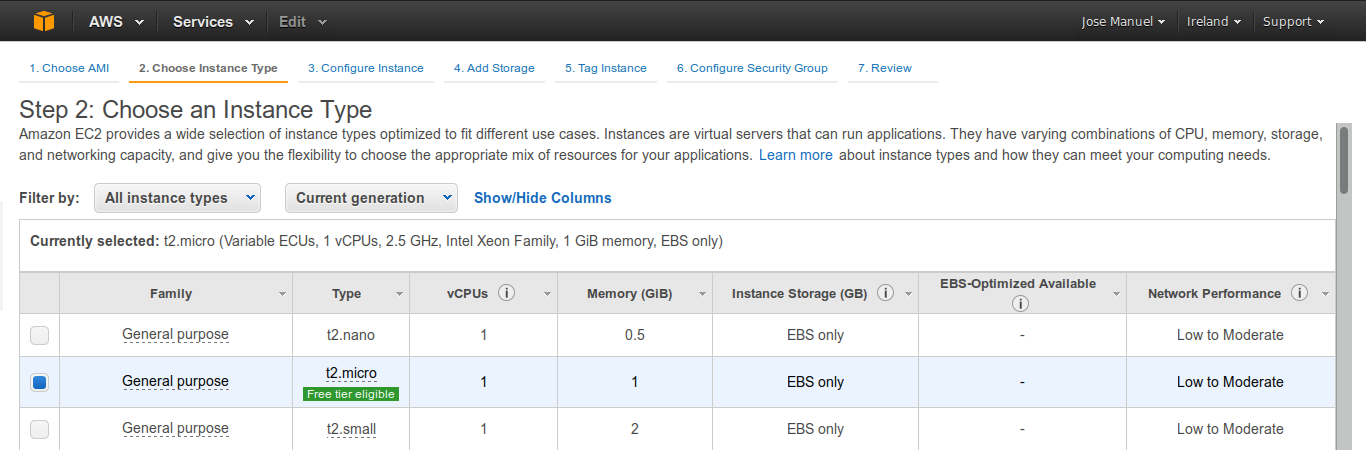 AWS Services Edit Jose Manuel Ireland Support
1. Choose AMI 2. Choose Instance Type 3. Configure Instance 4. Add Storage 5. Tag Instance 6. Configure Security Group 7. Review
Step 2: Choose an Instance Type
Amazon EC2 provides a wide selection of instance types optimized to fit different use cases. Instances are virtual servers that can run applications. They have varying combinations of CPU, memory, storage,
and networking capacity, and give you the flexibility to choose the appropriate mix of resources for your applications. Learn more about instance types and how they can meet your computing needs.
Filter by: All instance types Current generation Show/Hide Columns
Currently selected: t2.micro (Variable ECUs, 1 vCPUs, 2.5 GHz, Intel Xeon Family, 1 GiB memory, EBS only)
Family Type vCPUs i Memory (GiB) Instance Storage (GB) i EBS-Optimized Available i Network Performance i
General purpose t2.nano 1 0.5 EBS only - Low to Moderate
General purpose t2.micro 1 1 EBS only - Low to Moderate
Free tier eligible
General purpose t2.small 1 2 EBS only - Low to Moderate